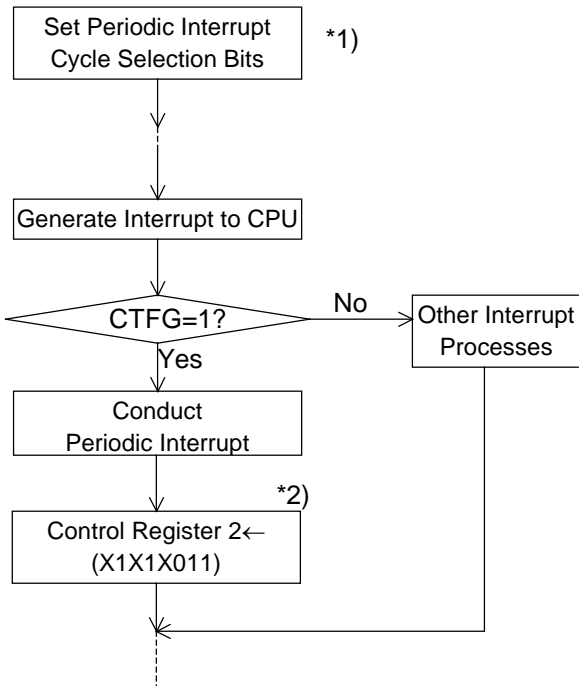 Set Periodic Interrupt
Cycle Selection Bits
*1)
Generate Interrupt to CPU
CTFG=1?
No
Other Interrupt
Processes
Yes
Conduct
Periodic Interrupt
*2)
Control Register 2←
(X1X1X011)